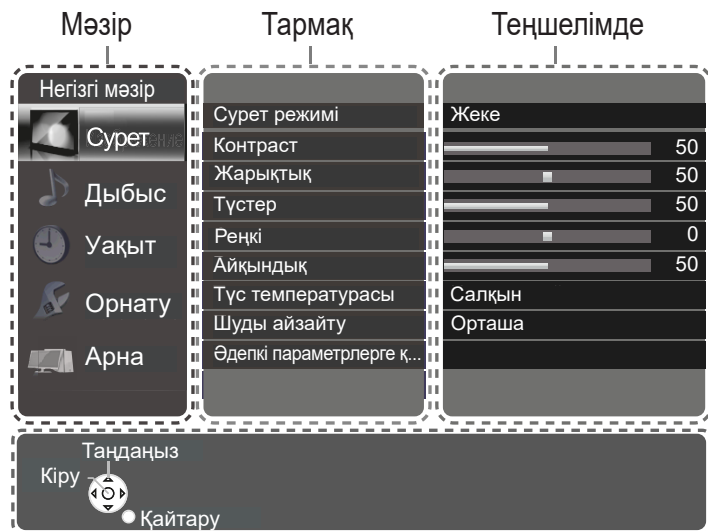 Мәзір
Тармақ
Теңшелімде
Негізгі мәзір
Сурет
Дыбыс
Уақыт
Орнату
Арна
Сурет режимі Жеке
Контраст 50
Жарықтық 50
Түстер 50
Реңкі 0
Айқындық 50
Түс температурасы Салқын
Шуды айзайту Орташа
Әдепкі параметрлерге қ...
Таңдаңыз
Кіру
Қайтару